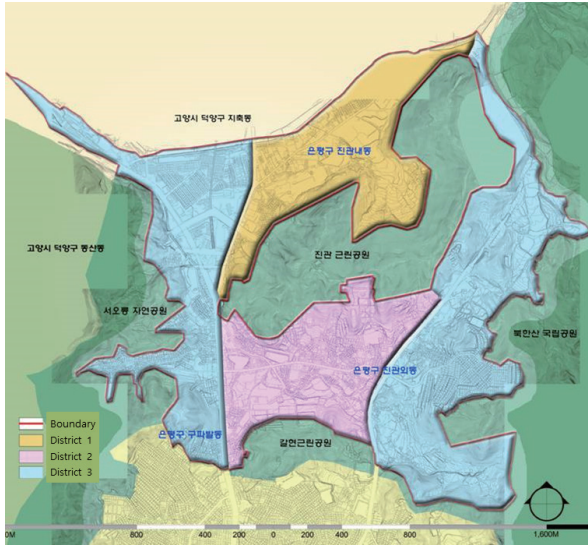 고양시 덕양구 지축동
은평구 진관내동
고양시 덕양구 동산동
진관 근린공원
서오릉 자연공원
북한산 국립공원
은평구 진관외동
Boundary
District 1
District 2
District 3
은평구 구파발동
갈현근린공원
0M 800 400 200 0 200 400 800 1,600M